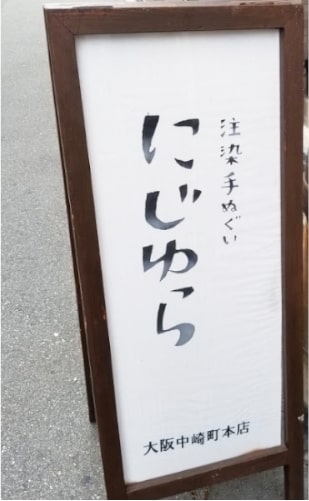 注染手ぬぐい
にじゆら
大阪中崎町本店